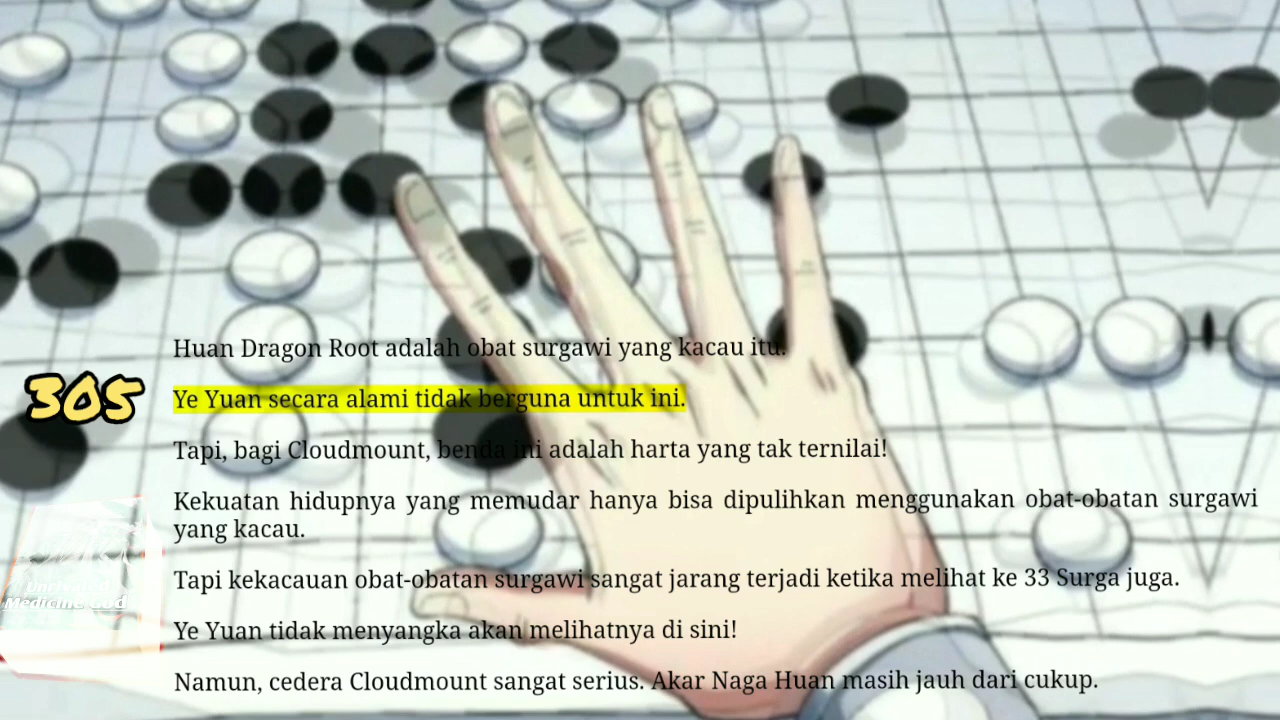 Huan Dragon Root adalah obat surgawi yang kacau itu.
305
Ye Yuan secara alami tidak berguna untuk ini.
Tapi, bagi Cloudmount, benda ini adalah harta yang tak ternilai!
Kekuatan hidupnya yang memudar hanya bisa dipulihkan menggunakan obat-obatan surgawi
yang kacau.
Tapi kekacauan obat-obatan surgawi sangat jarang terjadi ketika melihat ke 33 Surga juga.
Unrivaled
Medicine God
Ye Yuan tidak menyangka akan melihatnya di sini!
Namun, cedera Cloudmount sangat serius. Akar Naga Huan masih jauh dari cukup.